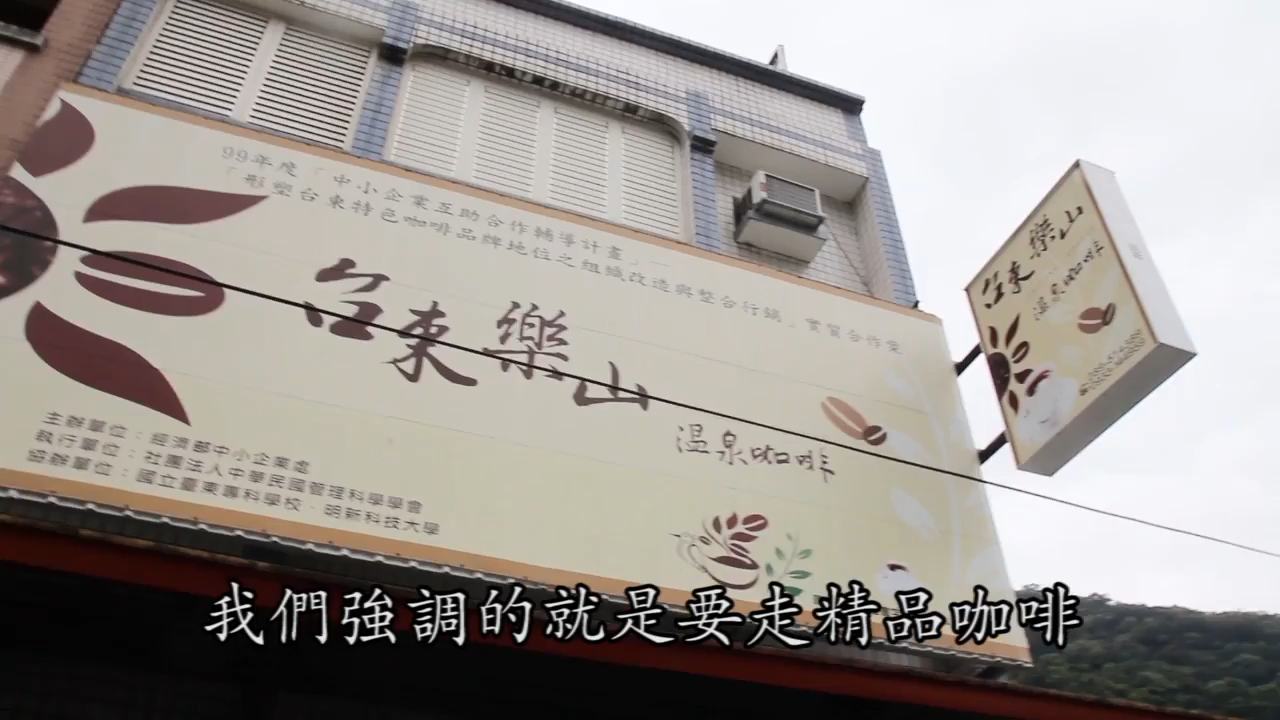 99年度「中小企業互助合作輔導計畫」—
「形塑台東特色咖啡品牌地位之組織改造與整合行銷」實質合作案
台東樂山
溫泉咖啡
主辦單位：經濟部中小企業處
執行單位：社團法人中華民國管理科學學會
協辦單位：國立臺東專科學校、明新科技大學
台東樂山
溫泉咖啡
我們強調的就是要走精品咖啡